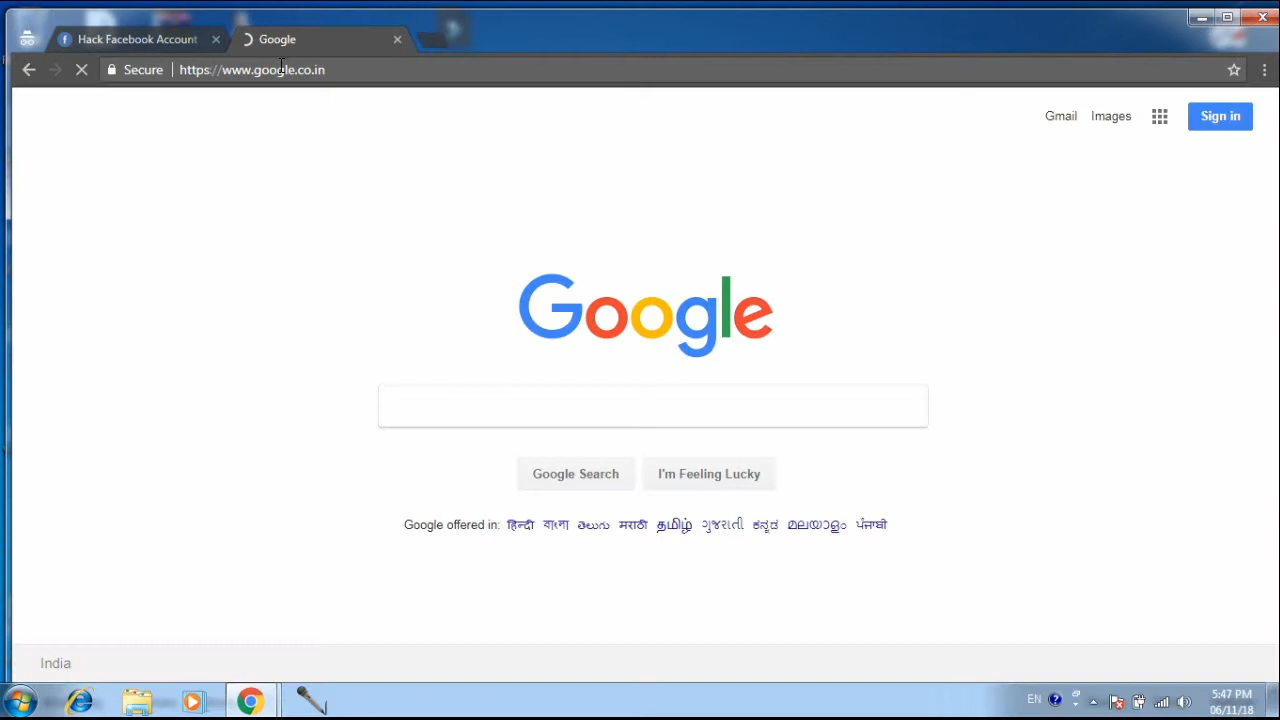 Hack Facebook Account
Google
Secure
https://www.google.co.in
Gmail
Images
Sign in
Google
Google Search
I'm Feeling Lucky
Google offered in: हिन्दी বাংলা తెలుగు मराठी தமிழ் ગુજરાતી ಕನ್ನಡ മലയാളം ਪੰਜਾਬੀ
India
EN
5:47 PM
06/11/18